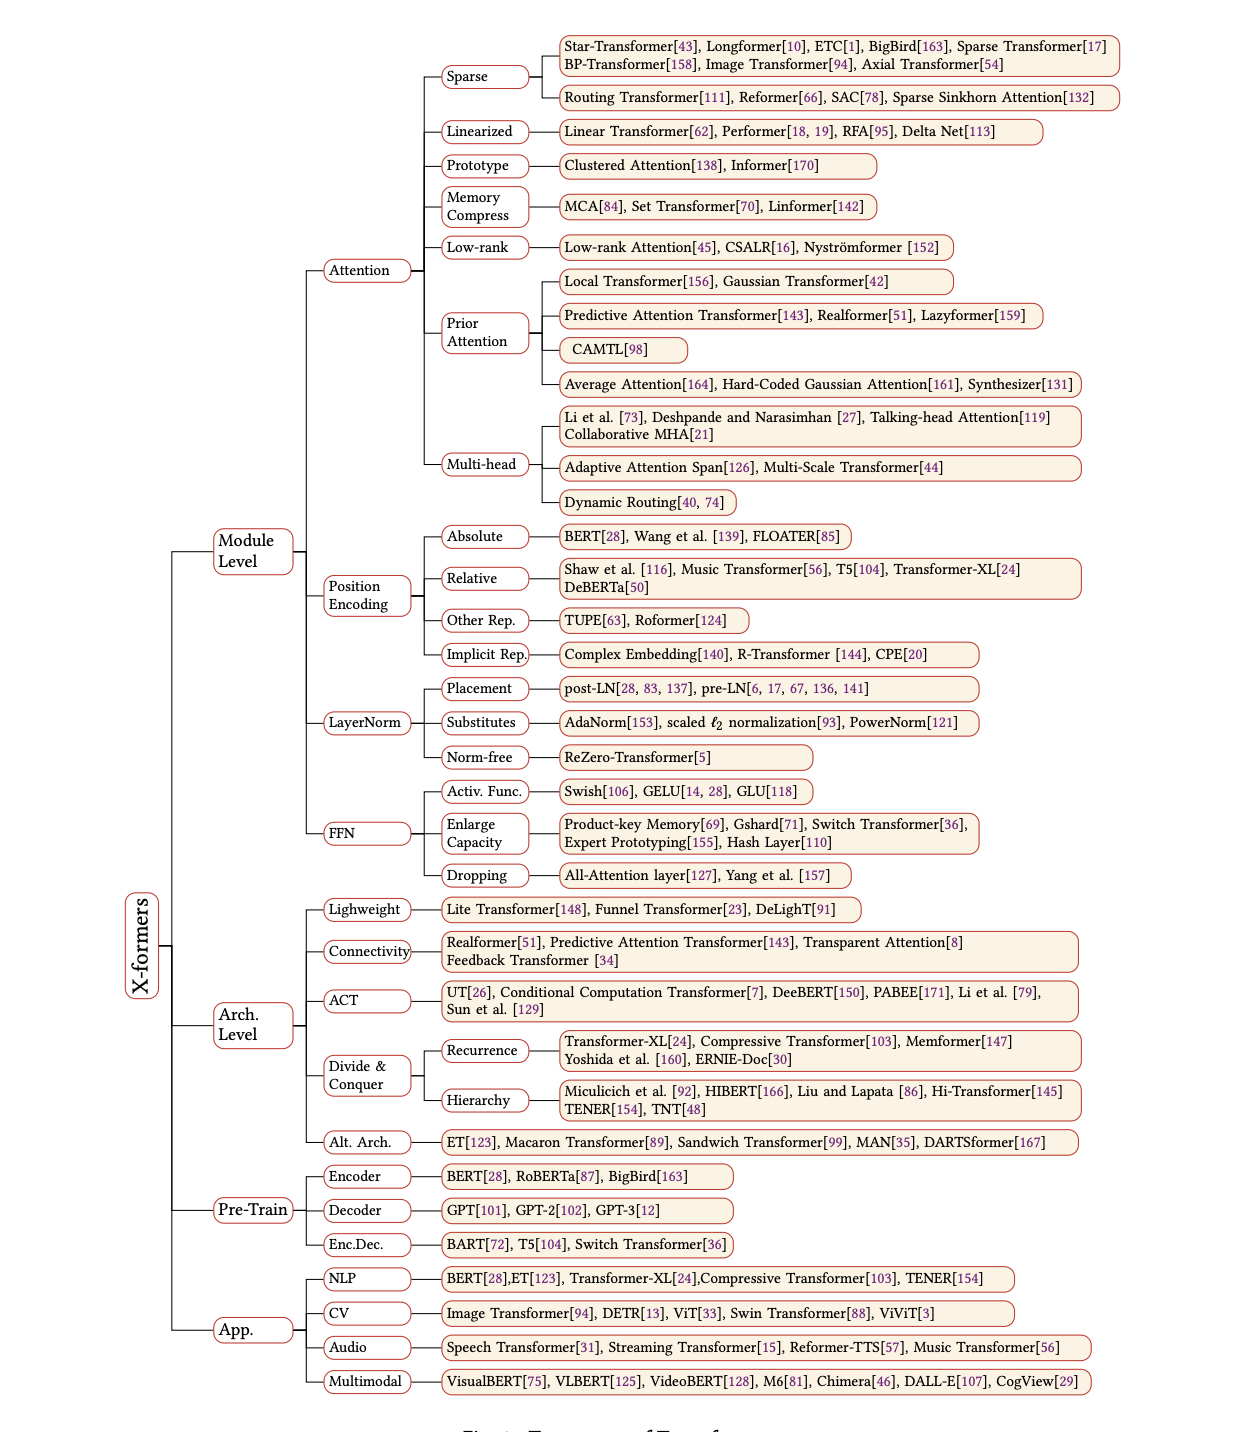 X-formers
Module
Level
Attention
Sparse
Star-Transformer[43], Longformer[10], ETC[1], BigBird[163], Sparse Transformer[17]
BP-Transformer[158], Image Transformer[94], Axial Transformer[54]
Routing Transformer[111], Reformer[66], SAC[78], Sparse Sinkhorn Attention[132]
Linearized
Linear Transformer[62], Performer[18, 19], RFA[95], Delta Net[113]
Prototype
Clustered Attention[138], Informer[170]
Memory
Compress
MCA[84], Set Transformer[70], Linformer[142]
Low-rank
Low-rank Attention[45], CSALR[16], Nyströmformer [152]
Prior
Attention
Local Transformer[156], Gaussian Transformer[42]
Predictive Attention Transformer[143], Realformer[51], Lazyformer[159]
CAMTL[98]
Average Attention[164], Hard-Coded Gaussian Attention[161], Synthesizer[131]
Multi-head
Li et al. [73], Deshpande and Narasimhan [27], Talking-head Attention[119]
Collaborative MHA[21]
Adaptive Attention Span[126], Multi-Scale Transformer[44]
Dynamic Routing[40, 74]
Position
Encoding
Absolute
BERT[28], Wang et al. [139], FLOATER[85]
Relative
Shaw et al. [116], Music Transformer[56], T5[104], Transformer-XL[24]
DeBERTa[50]
Other Rep.
TUPE[63], Roformer[124]
Implicit Rep.
Complex Embedding[140], R-Transformer [144], CPE[20]
LayerNorm
Placement
post-LN[28, 83, 137], pre-LN[6, 17, 67, 136, 141]
Substitutes
AdaNorm[153], scaled ℓ2 normalization[93], PowerNorm[121]
Norm-free
ReZero-Transformer[5]
FFN
Activ. Func.
Swish[106], GELU[14, 28], GLU[118]
Enlarge
Capacity
Product-key Memory[69], Gshard[71], Switch Transformer[36],
Expert Prototyping[155], Hash Layer[110]
Dropping
All-Attention layer[127], Yang et al. [157]
Arch.
Level
Lighweight
Lite Transformer[148], Funnel Transformer[23], DeLighT[91]
Connectivity
Realformer[51], Predictive Attention Transformer[143], Transparent Attention[8]
Feedback Transformer [34]
ACT
UT[26], Conditional Computation Transformer[7], DeeBERT[150], PABEE[171], Li et al. [79],
Sun et al. [129]
Divide &
Conquer
Recurrence
Transformer-XL[24], Compressive Transformer[103], Memformer[147]
Yoshida et al. [160], ERNIE-Doc[30]
Hierarchy
Miculicich et al. [92], HIBERT[166], Liu and Lapata [86], Hi-Transformer[145]
TENER[154], TNT[48]
Alt. Arch.
ET[123], Macaron Transformer[89], Sandwich Transformer[99], MAN[35], DARTSformer[167]
Pre-Train
Encoder
BERT[28], RoBERTa[87], BigBird[163]
Decoder
GPT[101], GPT-2[102], GPT-3[12]
Enc.Dec.
BART[72], T5[104], Switch Transformer[36]
App.
NLP
BERT[28],ET[123], Transformer-XL[24],Compressive Transformer[103], TENER[154]
CV
Image Transformer[94], DETR[13], ViT[33], Swin Transformer[88], ViViT[3]
Audio
Speech Transformer[31], Streaming Transformer[15], Reformer-TTS[57], Music Transformer[56]
Multimodal
VisualBERT[75], VLBERT[125], VideoBERT[128], M6[81], Chimera[46], DALL-E[107], CogView[29]